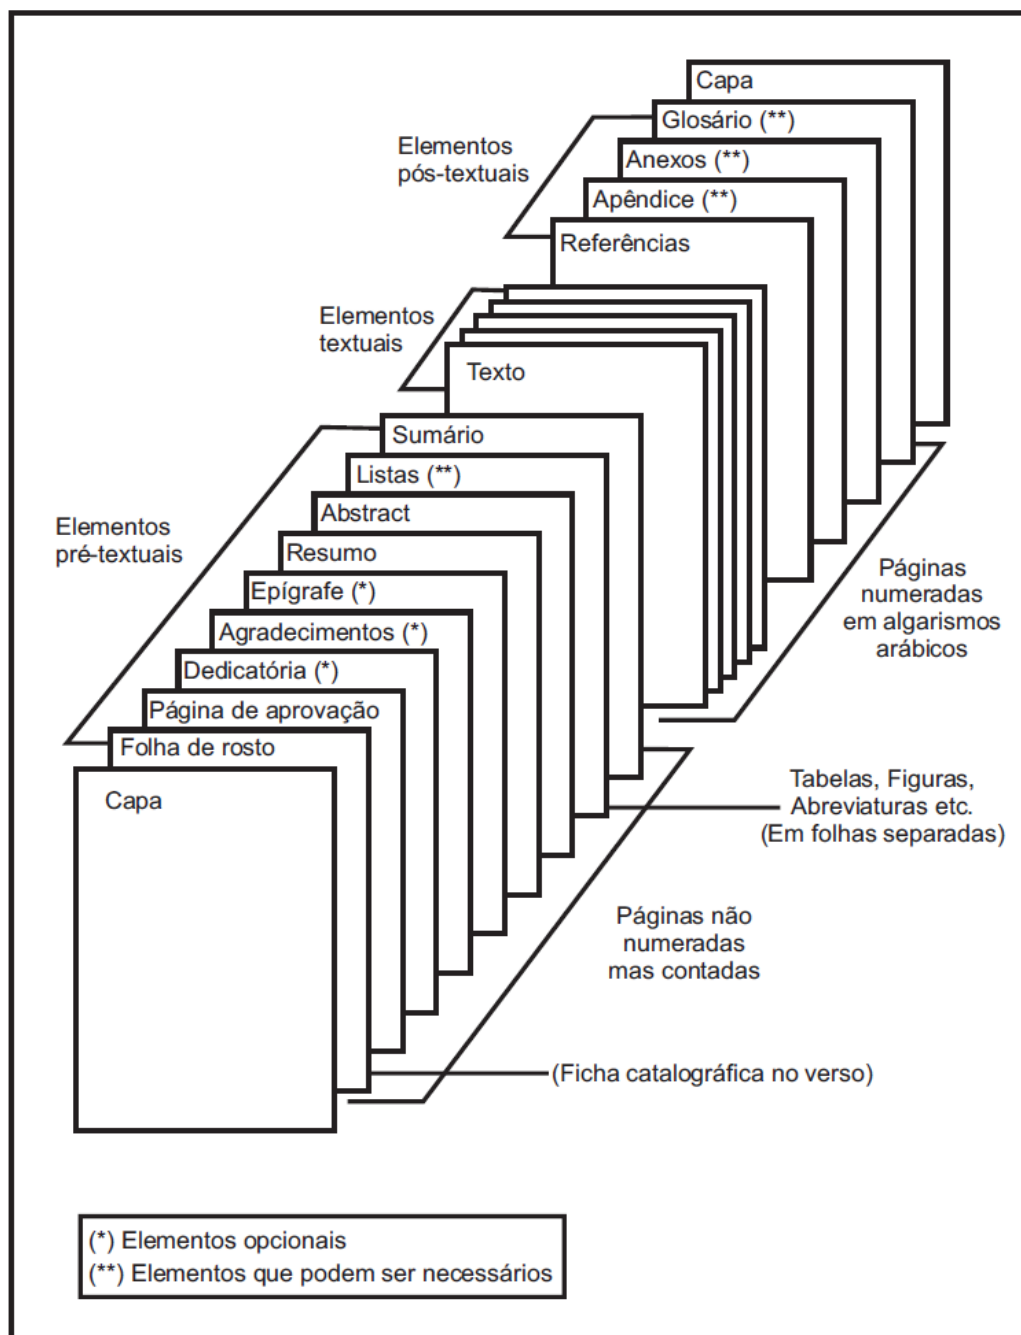 Capa
Glosário (**)
Anexos (**)
Apêndice (**)
Referências
Elementos
pós-textuais
Elementos
textuais
Texto
Sumário
Listas (**)
Abstract
Resumo
Epígrafe (*)
Agradecimentos (*)
Dedicatória (*)
Página de aprovação
Folha de rosto
Capa
Elementos
pré-textuais
Páginas
numeradas
em algarismos
arábicos
Tabelas, Figuras,
Abreviaturas etc.
(Em folhas separadas)
Páginas não
numeradas
mas contadas
(Ficha catalográfica no verso)
(*) Elementos opcionais
(**) Elementos que podem ser necessários